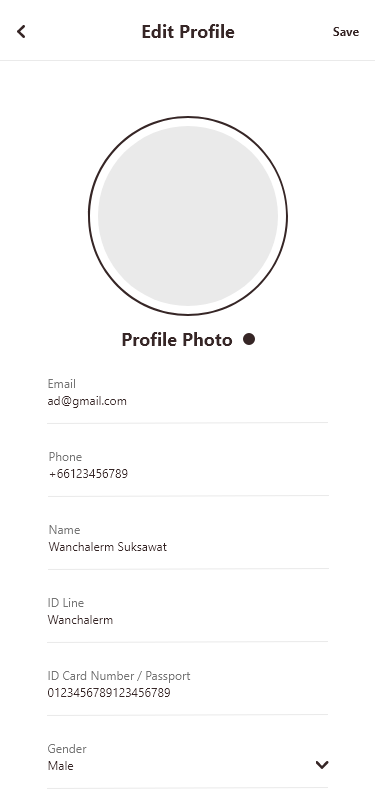 Edit Profile
Save
Profile Photo
Email
ad@gmail.com
Phone
+66123456789
Name
Wanchalerm Suksawat
ID Line
Wanchalerm
ID Card Number / Passport
0123456789123456789
Gender
Male